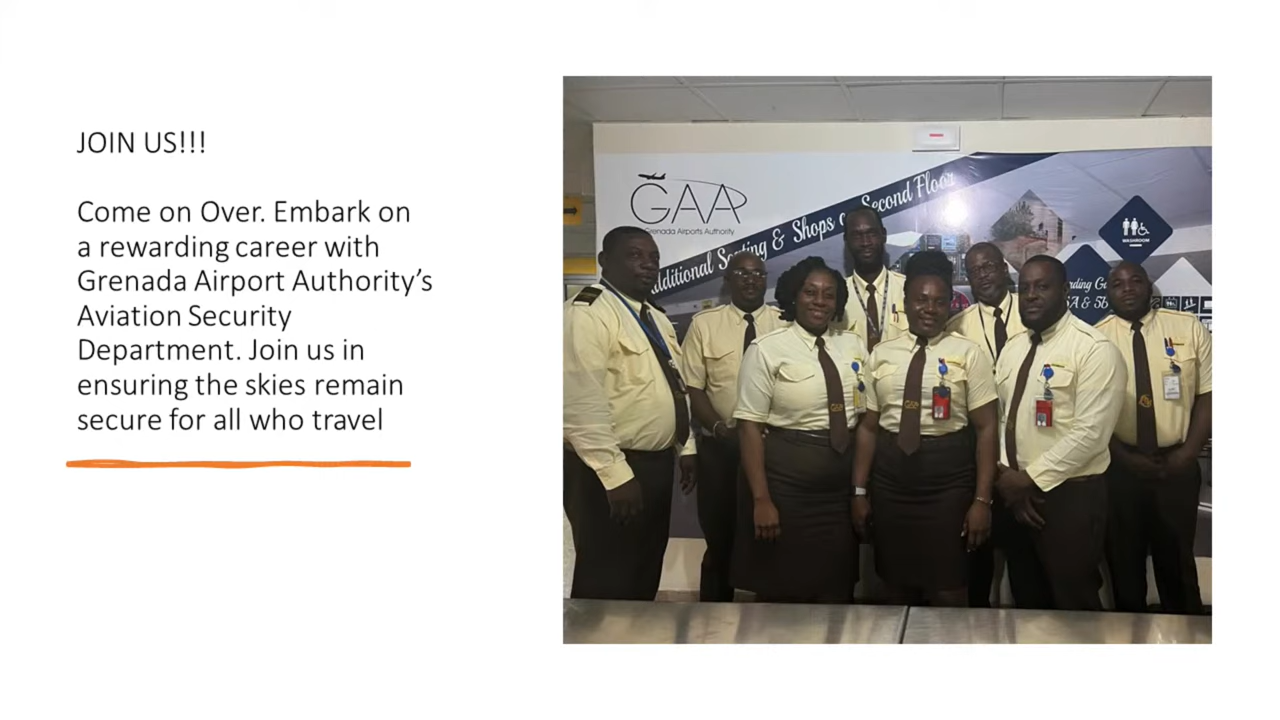 JOIN US!!!
Come on Over. Embark on
a rewarding career with
Grenada Airport Authority’s
Aviation Security
Department. Join us in
ensuring the skies remain
secure for all who travel
GAA
Grenada Airports Authority
Additional Seating & Shops on Second Floor
WASHROOM